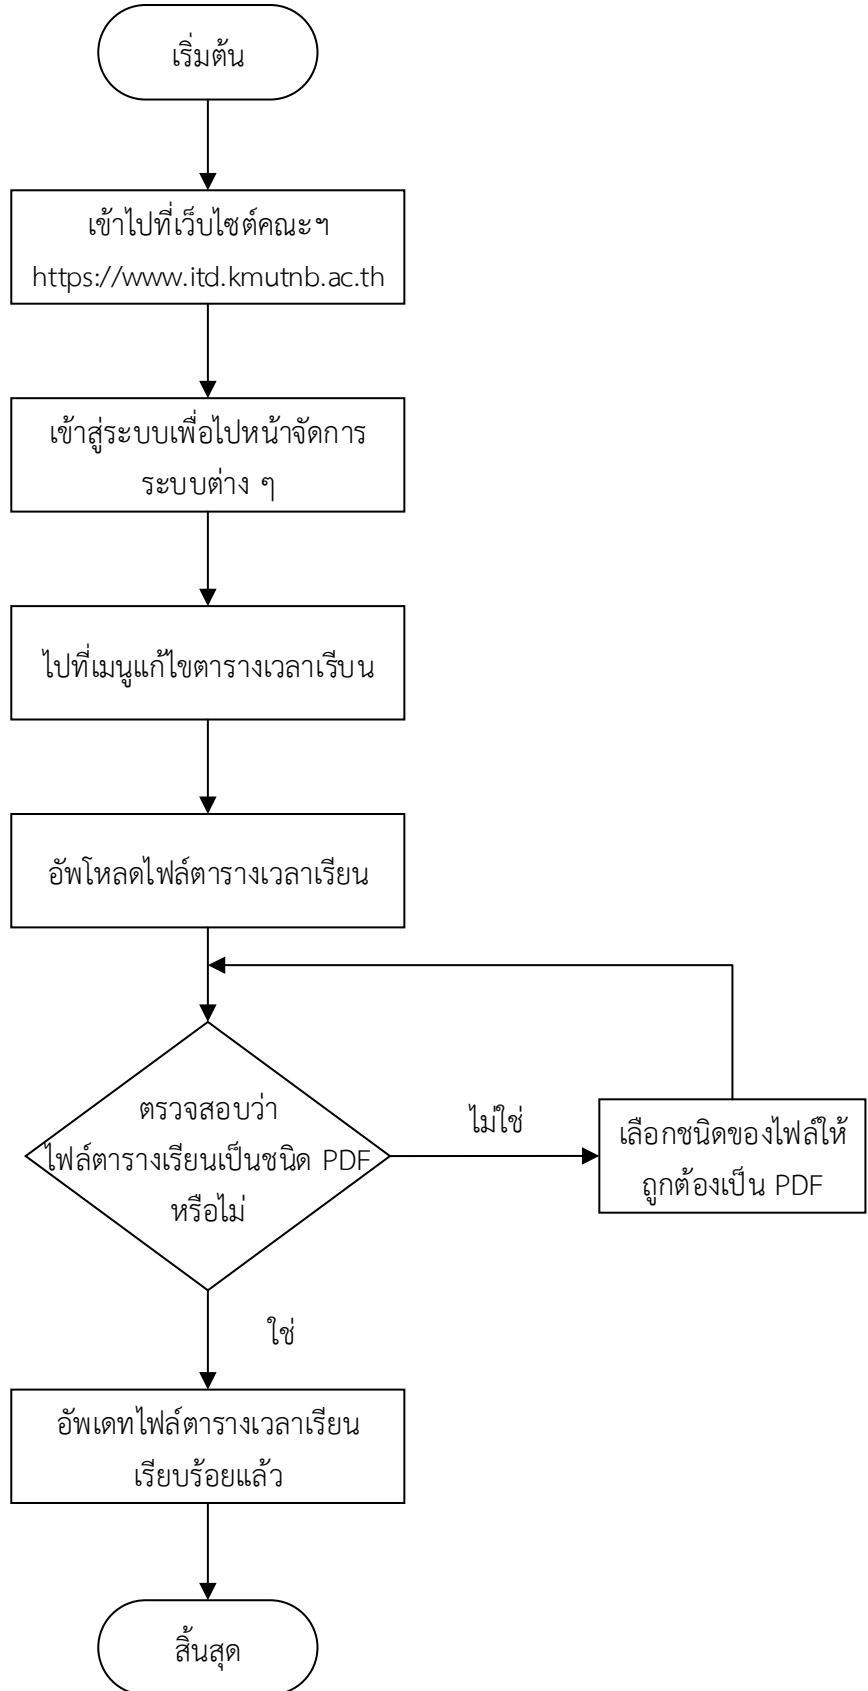 เริ่มต้น
เข้าไปที่เว็บไซต์คณะฯ
https://www.itd.kmutnb.ac.th
เข้าสู่ระบบเพื่อไปหน้าจัดการ
ระบบต่าง ๆ
ไปที่เมนูแก้ไขตารางเวลาเรีบน
อัพโหลดไฟล์ตารางเวลาเรียน
ตรวจสอบว่า
ไฟล์ตารางเรียนเป็นชนิด PDF
หรือไม่
ไม่ใช่
เลือกชนิดของไฟล์ให้
ถูกต้องเป็น PDF
ใช่
อัพเดทไฟล์ตารางเวลาเรียน
เรียบร้อยแล้ว
สิ้นสุด